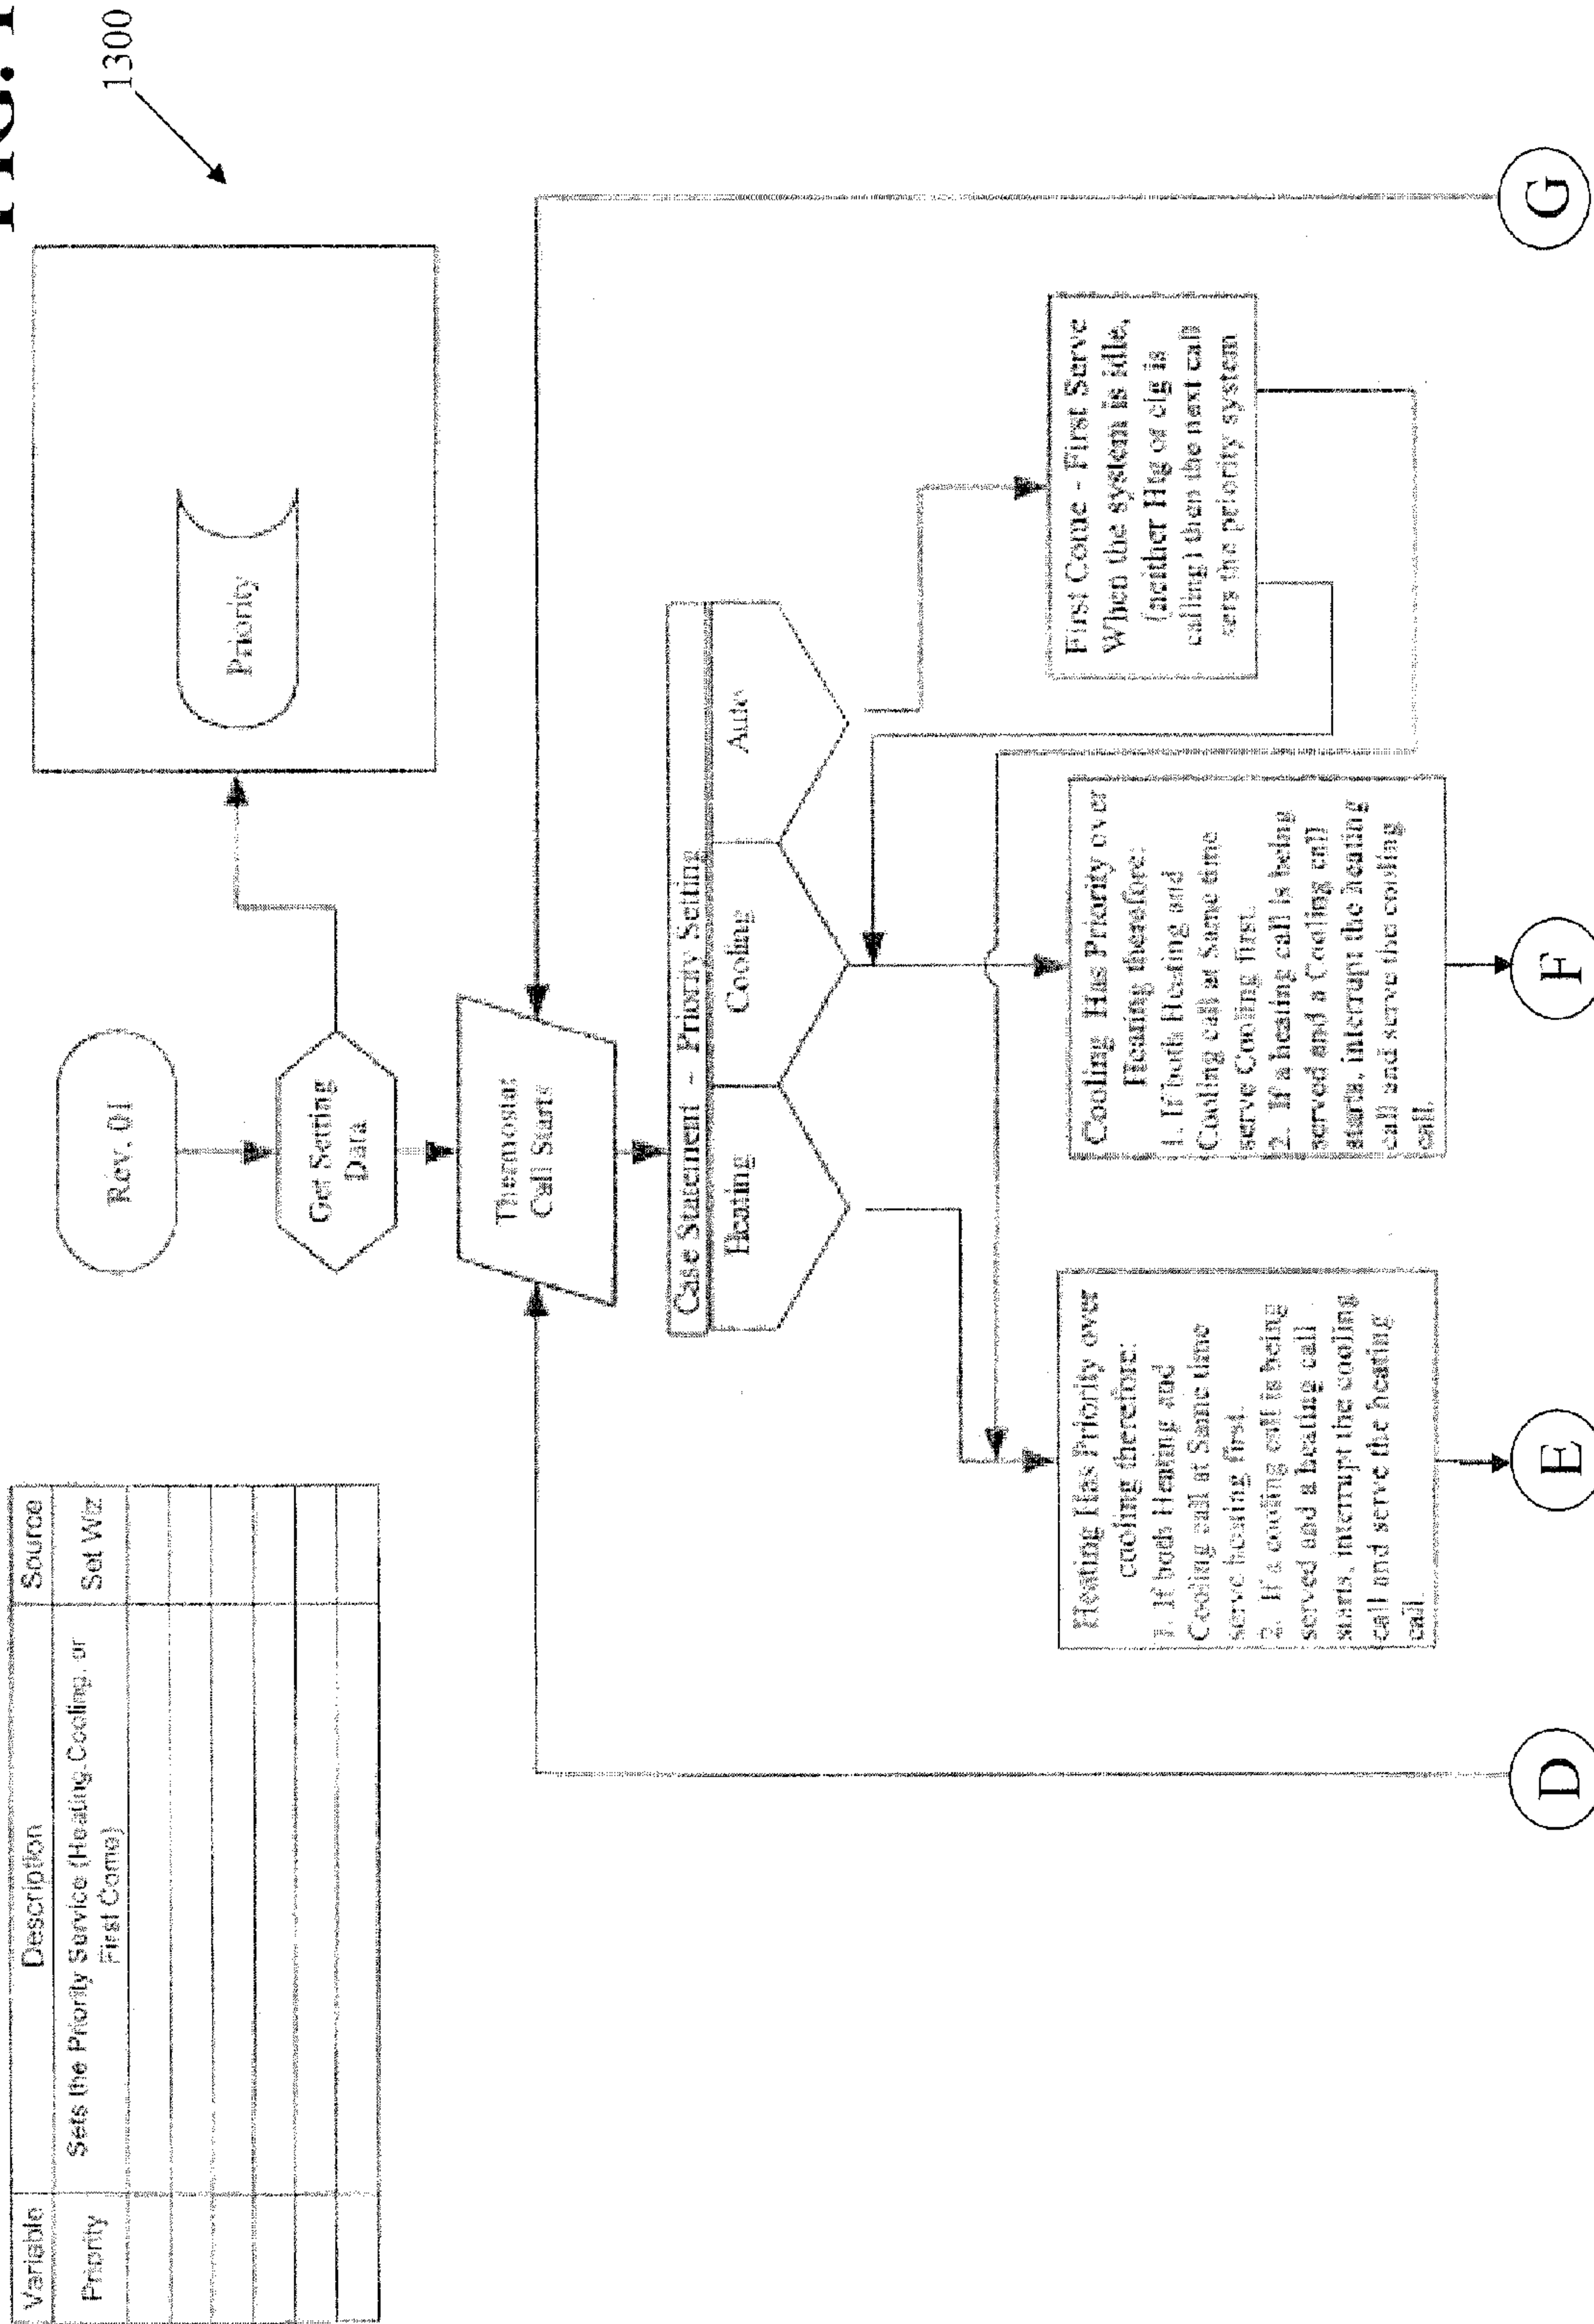 FIG. 1
1300
Variable Description Source
Priority Sets the Priority Service (Heating, Cooling, or Set Wiz
First Come)
Rev. 01
Priority
Get Setting
Data
Thermostat
Call Starts
Case Statement - Priority Setting
Heating Cooling Auto
Heating Has Priority over
cooling therefore:
1. If both Heating and
Cooling call at Same time
serve heating first.
2. If a cooling call is being
served and a heating call
starts, interrupt the cooling
call and serve the heating
call.
Cooling Has Priority over
Heating therefore:
1. If both Heating and
Cooling call at Same time
serve Cooling first.
2. If a heating call is being
served and a Cooling call
starts, interrupt the heating
call and serve the cooling
call.
First Come - First Serve
When the system is idle,
(neither Htg or clg is
calling) then the next call
sets the priority system
D
E
F
G